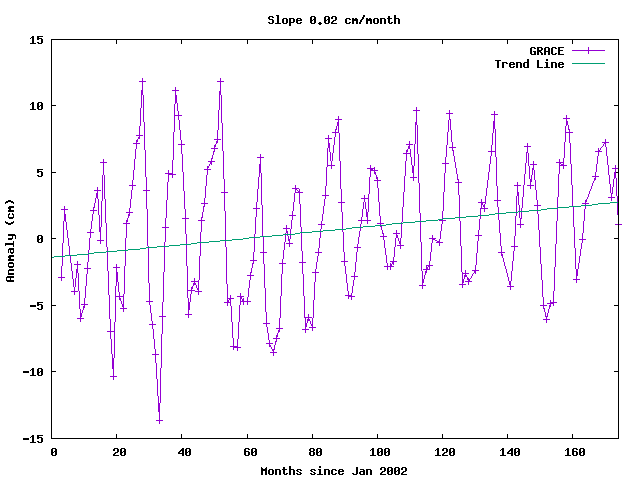 Slope 0.02 cm/month
GRACE
Trend Line
Anomaly (cm)
15
10
5
0
-5
-10
-15
0 20 40 60 80 100 120 140 160
Months since Jan 2002